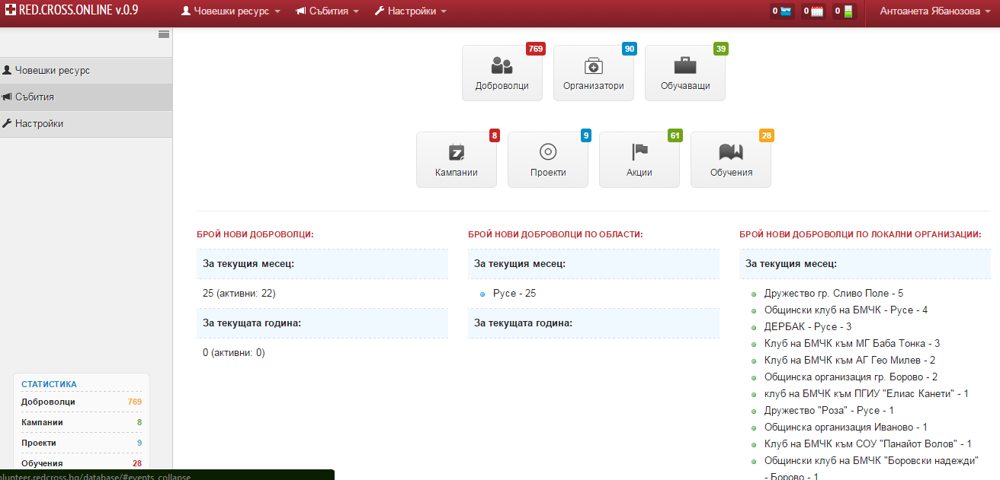 RED.CROSS.ONLINE v.0.9
Човешки ресурс
Събития
Настройки
0
0
0
Антоанета Ябанозова
Човешки ресурс
Събития
Настройки
769
Доброволци
90
Организатори
39
Обучаващи
8
Кампании
9
Проекти
61
Акции
28
Обучения
БРОЙ НОВИ ДОБРОВОЛЦИ:
За текущия месец:
25 (активни: 22)
За текущата година:
0 (активни: 0)
БРОЙ НОВИ ДОБРОВОЛЦИ ПО ОБЛАСТИ:
За текущия месец:
Русе - 25
За текущата година:
БРОЙ НОВИ ДОБРОВОЛЦИ ПО ЛОКАЛНИ ОРГАНИЗАЦИИ:
За текущия месец:
Дружество гр. Сливо Поле - 5
Общински клуб на БМЧК - Русе - 4
ДЕРБАК - Русе - 3
Клуб на БМЧК към МГ Баба Тонка - 3
Клуб на БМЧК към АГ Гео Милев - 2
Общинска организация гр. Борово - 2
клуб на БМЧК към ПГИУ "Елиас Канети" - 1
Дружество "Роза" - Русе - 1
Общинска организация Иваново - 1
Клуб на БМЧК към СОУ "Панайот Волов" - 1
Общински клуб на БМЧК "Боровски надежди"
- Борово - 1
СТАТИСТИКА
Доброволци 769
Кампании 8
Проекти 9
Обучения 28
olunteer.redcross.bg/database/#events_collapse